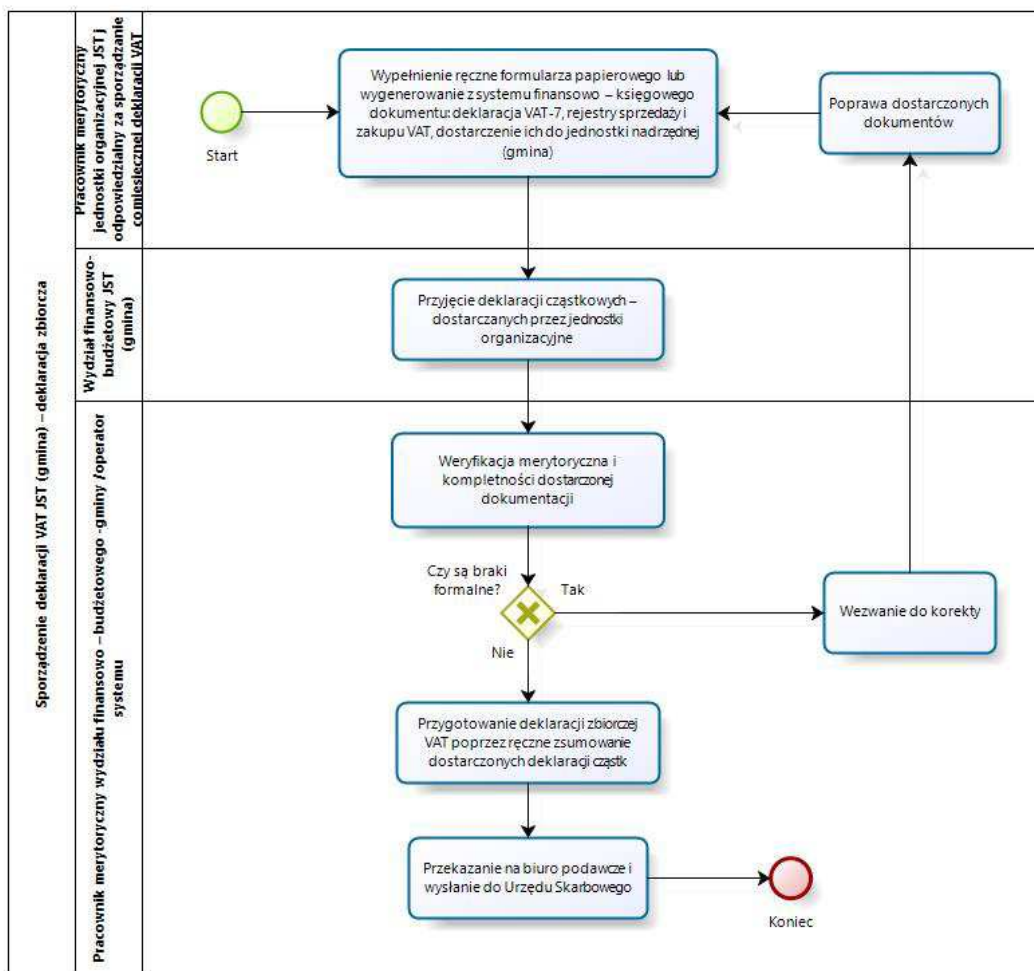 Sporządzenie deklaracji VAT JST (gmina) – deklaracja zbiorcza
Pracownik merytoryczny
jednostki organizacyjnej JST j
odpowiedzialny za sporządzanie
comiesięcznej deklaracji VAT
Start
Wypełnienie ręczne formularza papierowego lub
wygenerowanie z systemu finansowo – księgowego
dokumentu: deklaracja VAT-7, rejestry sprzedaży i
zakupu VAT, dostarczenie ich do jednostki nadrzędnej
(gmina)
Poprawa dostarczonych
dokumentów
Wydział finansowo-
budżetowy JST
(gmina)
Przyjęcie deklaracji cząstkowych –
dostarczanych przez jednostki
organizacyjne
Pracownik merytoryczny wydziału finansowo – budżetowego -gminy /operator
systemu
Weryfikacja merytoryczna i
kompletności dostarczonej
dokumentacji
Czy są braki
formalne?
Tak
Wezwanie do korekty
Nie
Przygotowanie deklaracji zbiorczej
VAT poprzez ręczne zsumowanie
dostarczonych deklaracji cząstk
Przekazanie na biuro podawcze i
wysłanie do Urzędu Skarbowego
Koniec